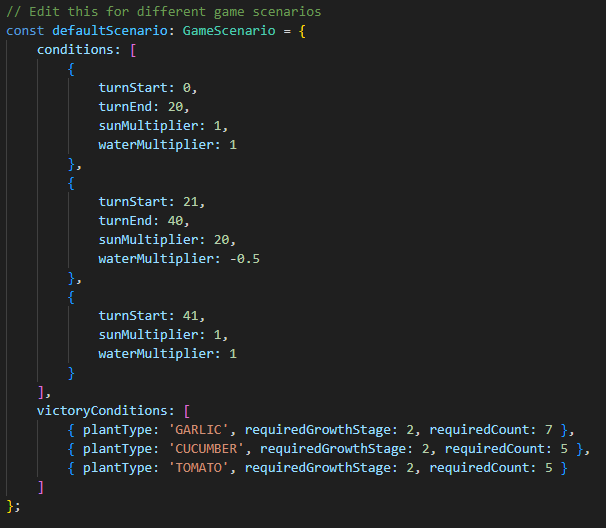 // Edit this for different game scenarios
const defaultScenario: GameScenario = {
    conditions: [
        {
            turnStart: 0,
            turnEnd: 20,
            sunMultiplier: 1,
            waterMultiplier: 1
        },
        {
            turnStart: 21,
            turnEnd: 40,
            sunMultiplier: 20,
            waterMultiplier: -0.5
        },
        {
            turnStart: 41,
            sunMultiplier: 1,
            waterMultiplier: 1
        }
    ],
    victoryConditions: [
        { plantType: 'GARLIC', requiredGrowthStage: 2, requiredCount: 7 },
        { plantType: 'CUCUMBER', requiredGrowthStage: 2, requiredCount: 5 },
        { plantType: 'TOMATO', requiredGrowthStage: 2, requiredCount: 5 }
    ]
};